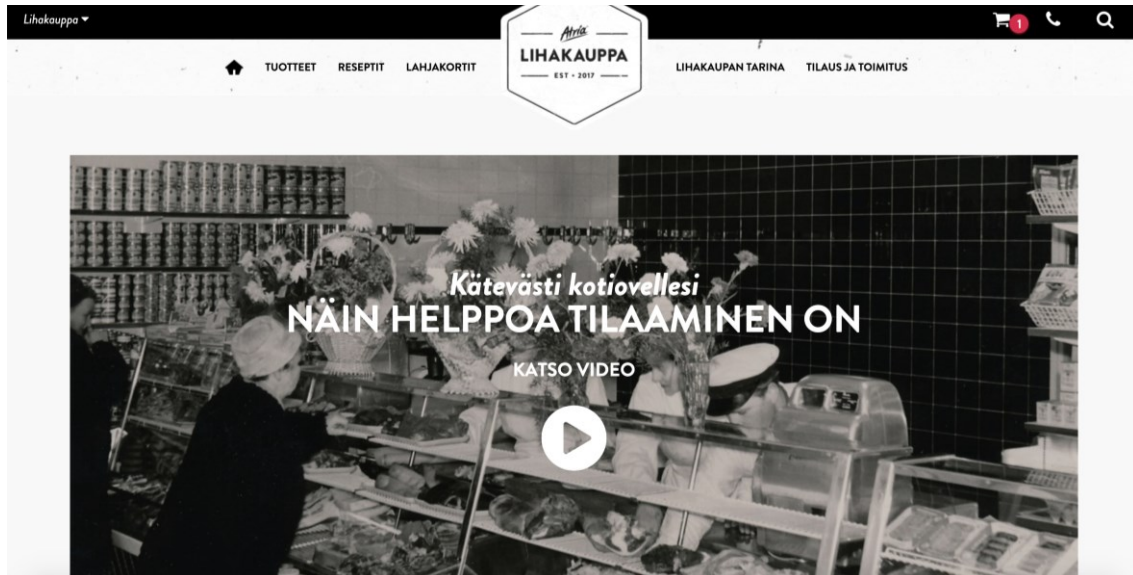 Lihakauppa
1
Atria
LIHAKAUPPA
EST - 2017
TUOTTEET RESEPTIT LAHJAKORTIT
LIHAKAUPAN TARINA TILAUS JA TOIMITUS
Kätevästi kotiovellesi
NÄIN HELPPOA TILAAMINEN ON
KATSO VIDEO